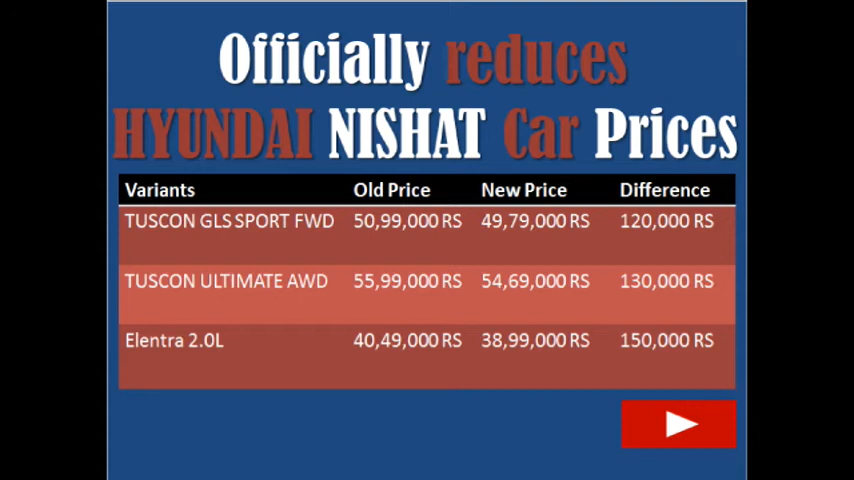 Officially reduces
HYUNDAI NISHAT Car Prices
Variants Old Price New Price Difference
TUSCON GLS SPORT FWD 50,99,000 RS 49,79,000 RS 120,000 RS
TUSCON ULTIMATE AWD 55,99,000 RS 54,69,000 RS 130,000 RS
Elentra 2.0L 40,49,000 RS 38,99,000 RS 150,000 RS